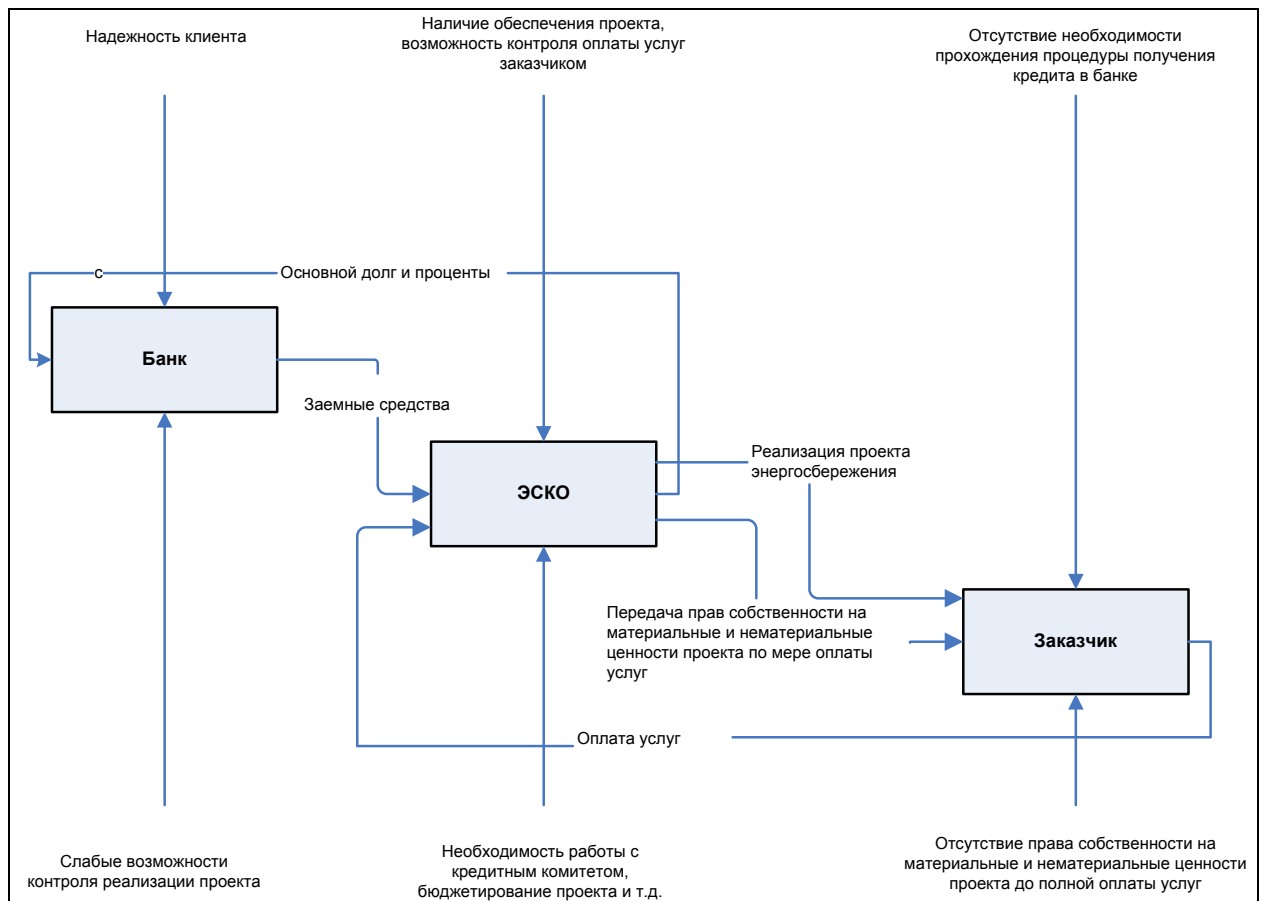 Надежность клиента
Наличие обеспечения проекта,
возможность контроля оплаты услуг
заказчиком
Отсутствие необходимости
прохождения процедуры получения
кредита в банке
с
Основной долг и проценты
Банк
Заемные средства
ЭСКО
Реализация проекта
энергосбережения
Передача прав собственности на
материальные и нематериальные
ценности проекта по мере оплаты
услуг
Заказчик
Оплата услуг
Слабые возможности
контроля реализации проекта
Необходимость работы с
кредитным комитетом,
бюджетирование проекта и т.д.
Отсутствие права собственности на
материальные и нематериальные ценности
проекта до полной оплаты услуг